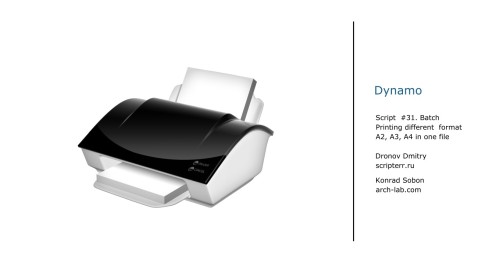 Dynamo
Script #31. Batch
Printing different format
A2, A3, A4 in one file
Dronov Dmitry
scripterr.ru
Konrad Sobon
arch-lab.com